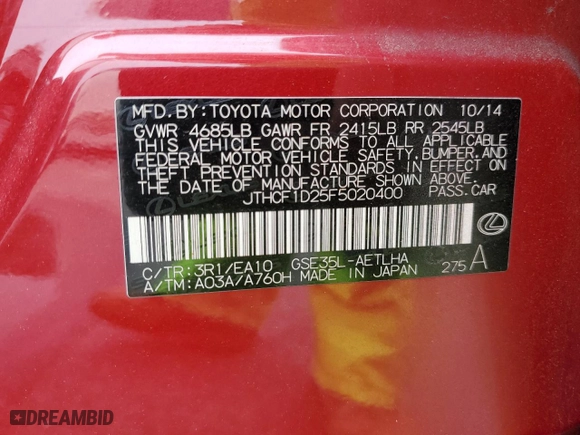 MFD. BY: TOYOTA MOTOR CORPORATION 10/14
GVWR 4685LB GAWR FR 2415LB RR 2545LB
THIS VEHICLE CONFORMS TO ALL APPLICABLE
FEDERAL MOTOR VEHICLE SAFETY, BUMPER, AND
THEFT PREVENTION STANDARDS IN EFFECT ON
THE DATE OF MANUFACTURE SHOWN ABOVE.
JTHCF1D25F5020400 PASS. CAR
C/TR: 3R1/EA10 GSE35L-AETLHA
A/TM: A03A/A760H MADE IN JAPAN 275 A
DREAMBID